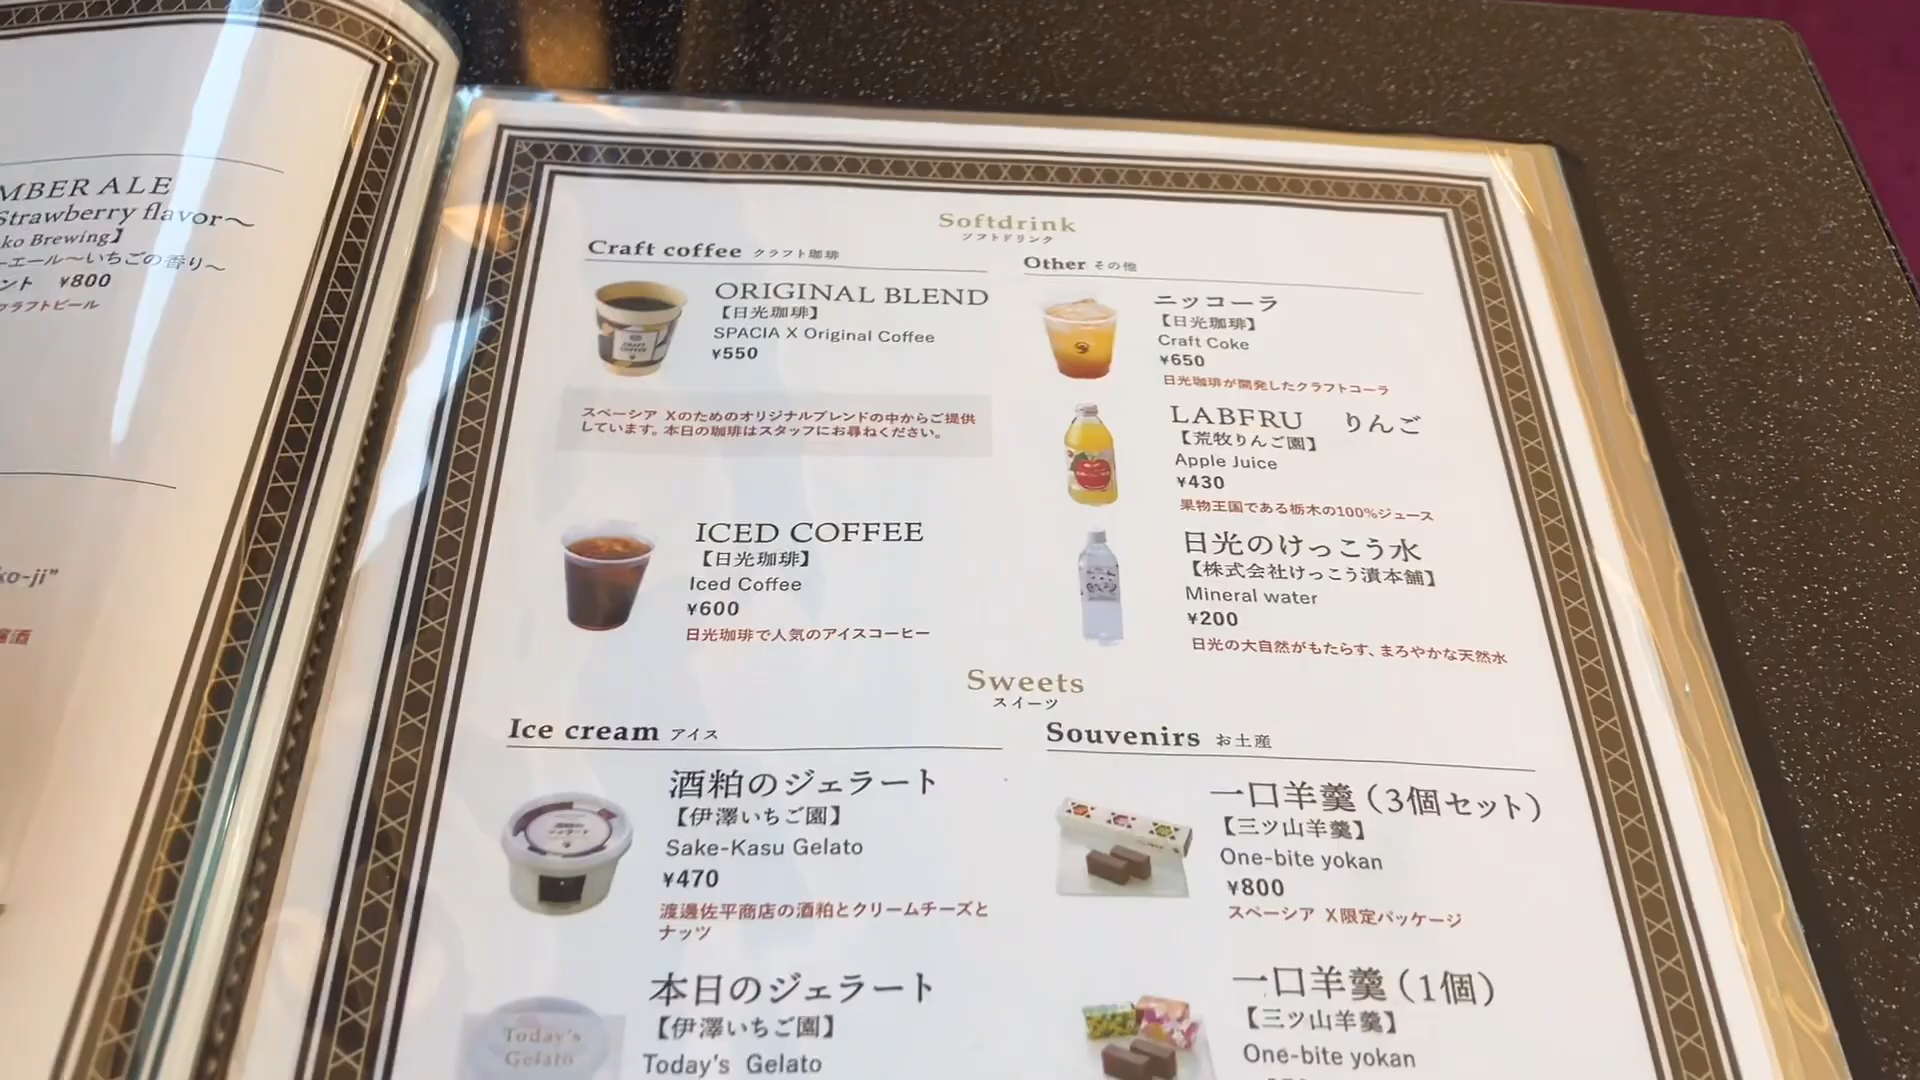 MBER ALE
Strawberry flavor～
ko Brewing】
ーエール～いちごの香り～
ント ¥800
クラフトビール
ko-ji”
Softdrink
ソフトドリンク
Craft coffee クラフト珈琲
ORIGINAL BLEND
【日光珈琲】
SPACIA X Original Coffee
¥550
スペーシア Xのためのオリジナルブレンドの中からご提供
しています。本日の珈琲はスタッフにお尋ねください。
ICED COFFEE
【日光珈琲】
Iced Coffee
¥600
日光珈琲で人気のアイスコーヒー
Other その他
ニッコーラ
【日光珈琲】
Craft Coke
¥650
日光珈琲が開発したクラフトコーラ
LABFRU りんご
【荒牧りんご園】
Apple Juice
¥430
果物王国である栃木の100%ジュース
日光のけっこう水
【株式会社けっこう漬本舗】
Mineral water
¥200
日光の大自然がもたらす、まろやかな天然水
Sweets
スイーツ
Ice cream アイス
酒粕のジェラート
【伊澤いちご園】
Sake-Kasu Gelato
¥470
渡邊佐平商店の酒粕とクリームチーズと
ナッツ
本日のジェラート
【伊澤いちご園】
Today's Gelato
Today's
Gelato
Souvenirs お土産
一口羊羹（3個セット）
【三ツ山羊羹】
One-bite yokan
¥800
スペーシア X限定パッケージ
一口羊羹（1個）
【三ツ山羊羹】
One-bite yokan